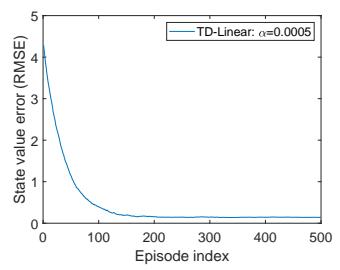 TD-Linear: α=0.0005
State value error (RMSE)
5
4
3
2
1
0
0 100 200 300 400 500
Episode index